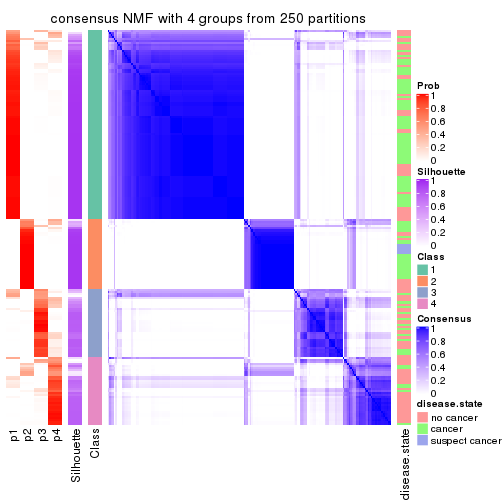 consensus NMF with 4 groups from 250 partitions
Prob
1
0.8
0.6
0.4
0.2
0
Silhouette
1
0.8
0.6
0.4
0.2
0
Class
1
2
3
4
Consensus
1
0.8
0.6
0.4
0.2
0
disease.state
no cancer
cancer
suspect cancer
p1
p2
p3
p4
Silhouette
Class
disease.state